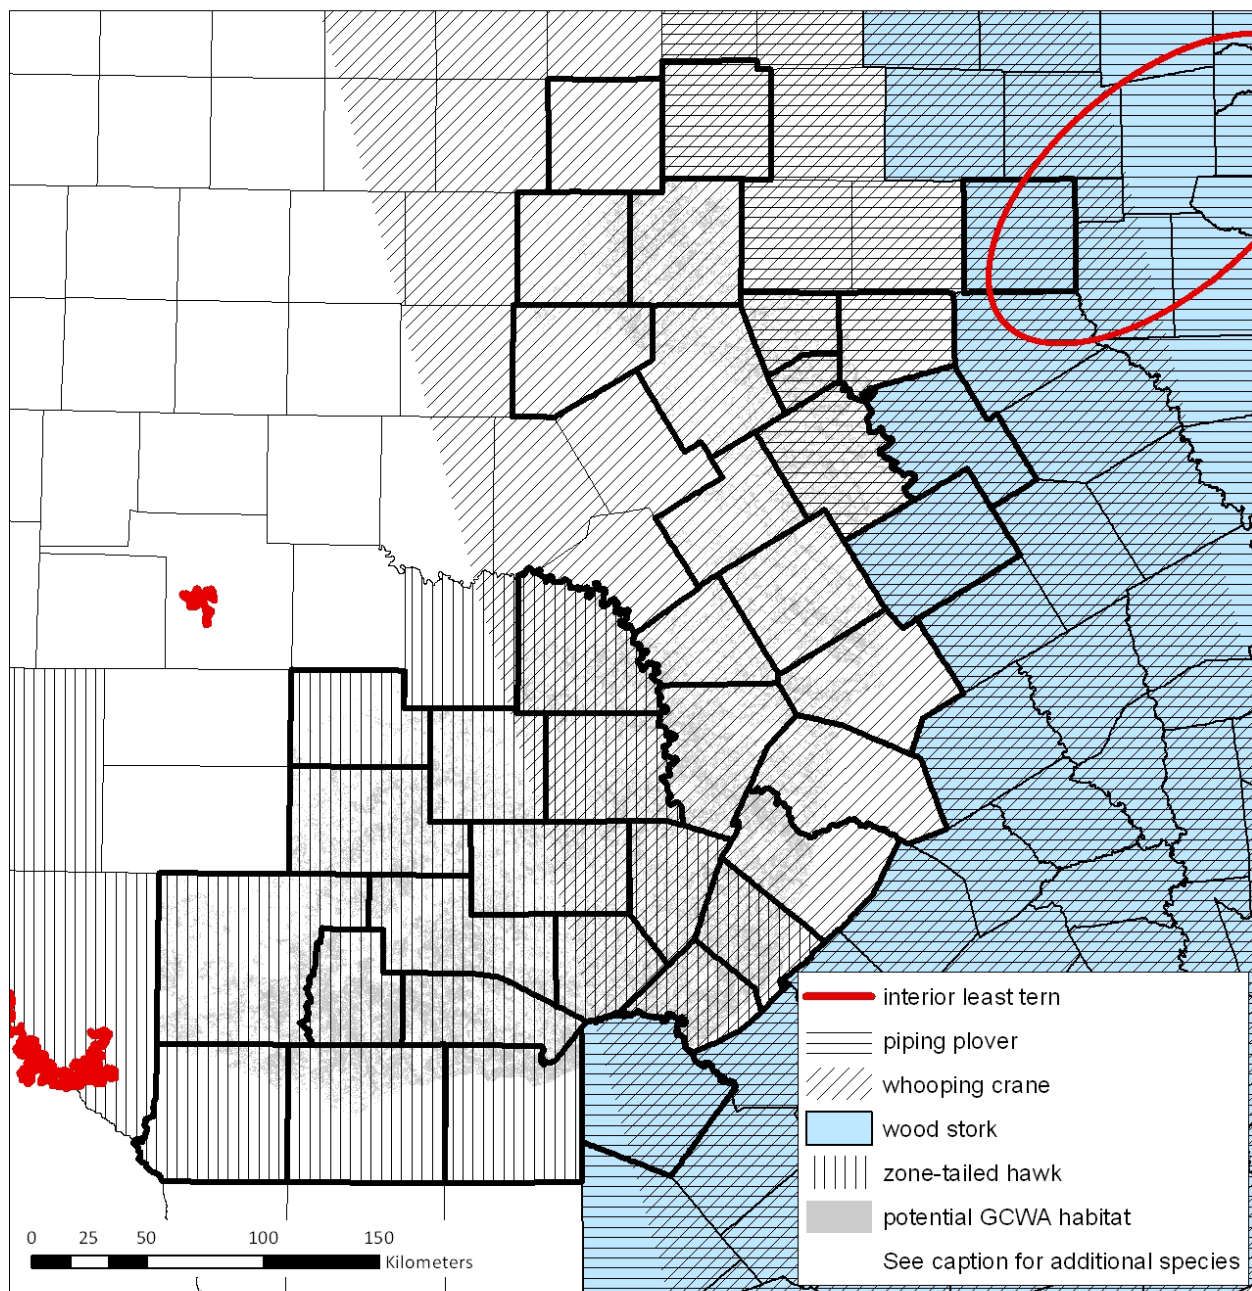 interior least tern
piping plover
whooping crane
wood stork
zone-tailed hawk
potential GCWA habitat
See caption for additional species
0 25 50 100 150
Kilometers